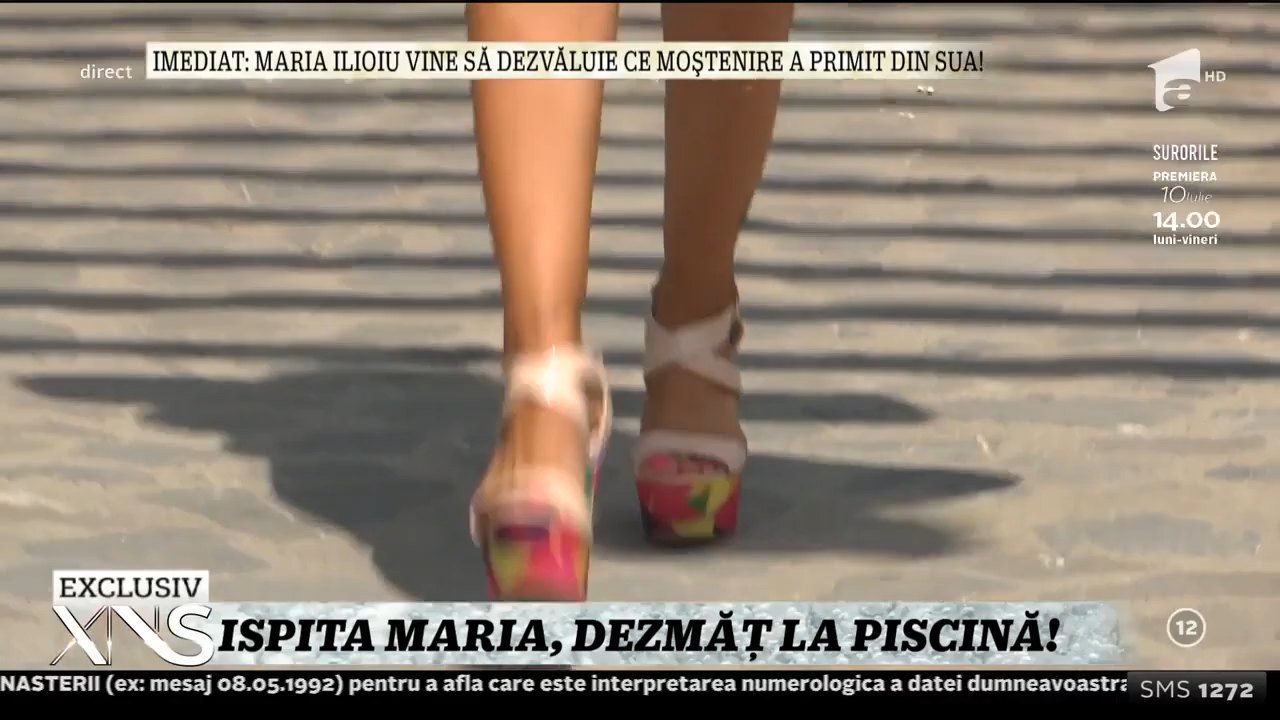 IMEDIAT: MARIA ILIOIU VINE SĂ DEZVĂLUIE CE MOŞTENIRE A PRIMIT DIN SUA!
direct
a HD
SURORILE
PREMIERA
10 Iulie
14.00
luni-vineri
EXCLUSIV
XNS
ISPITA MARIA, DEZMĂȚ LA PISCINĂ!
12
NASTERII (ex: mesaj 08.05.1992) pentru a afla care este interpretarea numerologica a datei dumneavoastra
SMS 1272